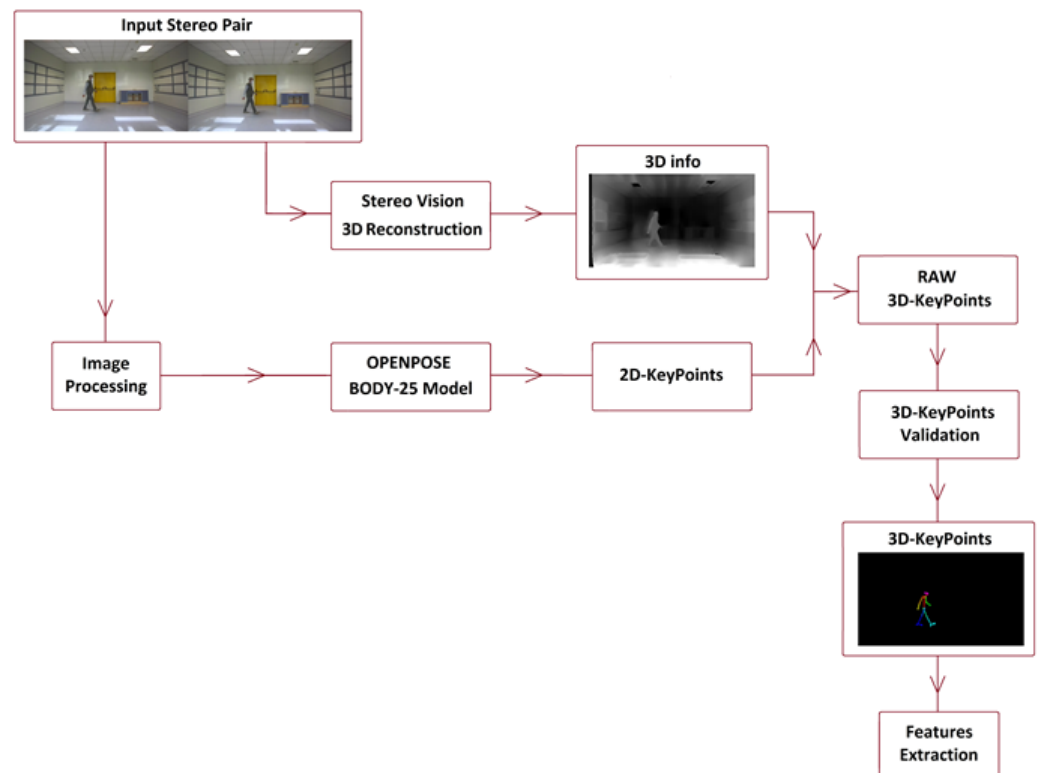 Input Stereo Pair
Stereo Vision
3D Reconstruction
3D info
RAW
3D-KeyPoints
Image
Processing
OPENPOSE
BODY-25 Model
2D-KeyPoints
3D-KeyPoints
Validation
3D-KeyPoints
Features
Extraction